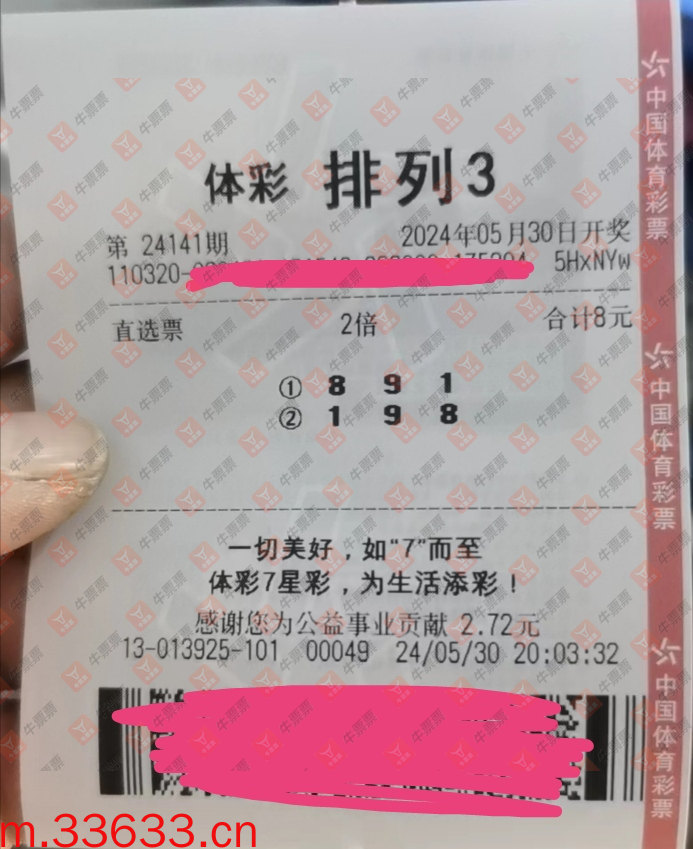 体彩 排列3
第 24141期 2024年05月30日开奖
110320- 5HxNYw
直选票 2倍 合计8元
① 8 9 1
② 1 9 8
一切美好，如“7”而至
体彩7星彩，为生活添彩！
感谢您为公益事业贡献 2.72元
13-013925-101 00049 24/05/30 20:03:32
中国体育彩票
中国体育彩票
中国体育彩票
牛票票
m.33633.cn